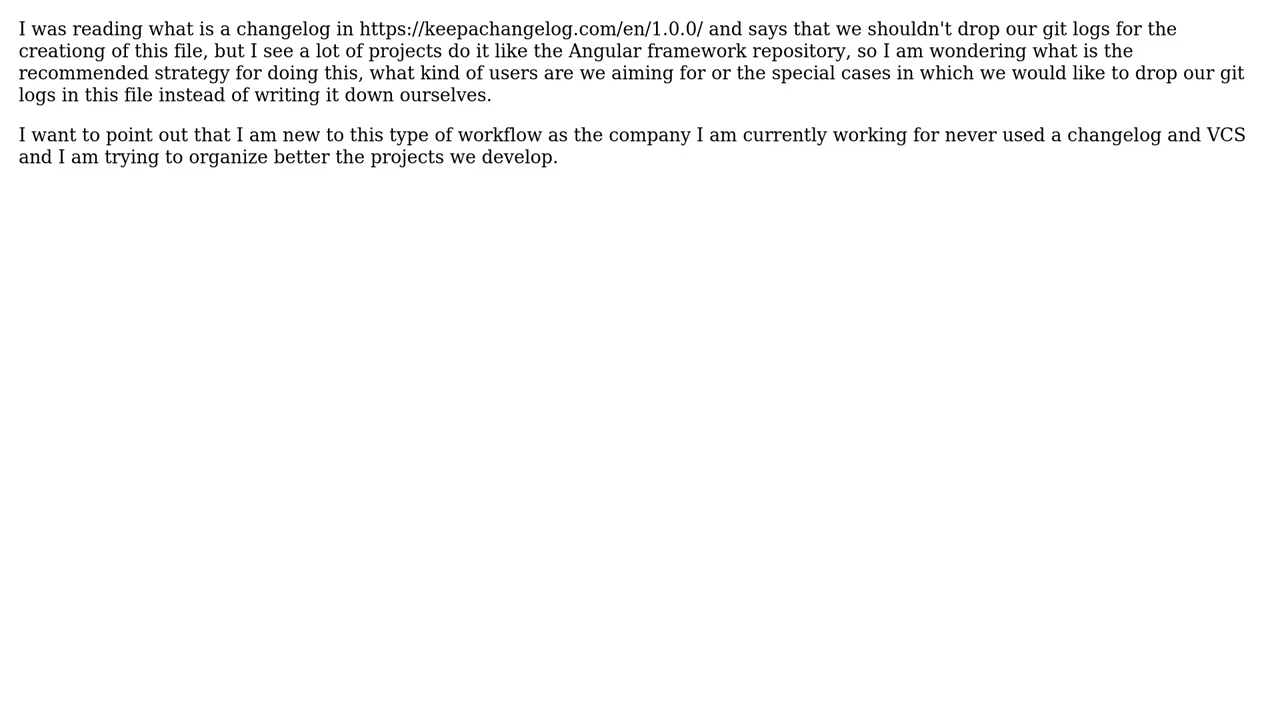 I was reading what is a changelog in https://keepachangelog.com/en/1.0.0/ and says that we shouldn't drop our git logs for the
creationg of this file, but I see a lot of projects do it like the Angular framework repository, so I am wondering what is the
recommended strategy for doing this, what kind of users are we aiming for or the special cases in which we would like to drop our git
logs in this file instead of writing it down ourselves.
I want to point out that I am new to this type of workflow as the company I am currently working for never used a changelog and VCS
and I am trying to organize better the projects we develop.